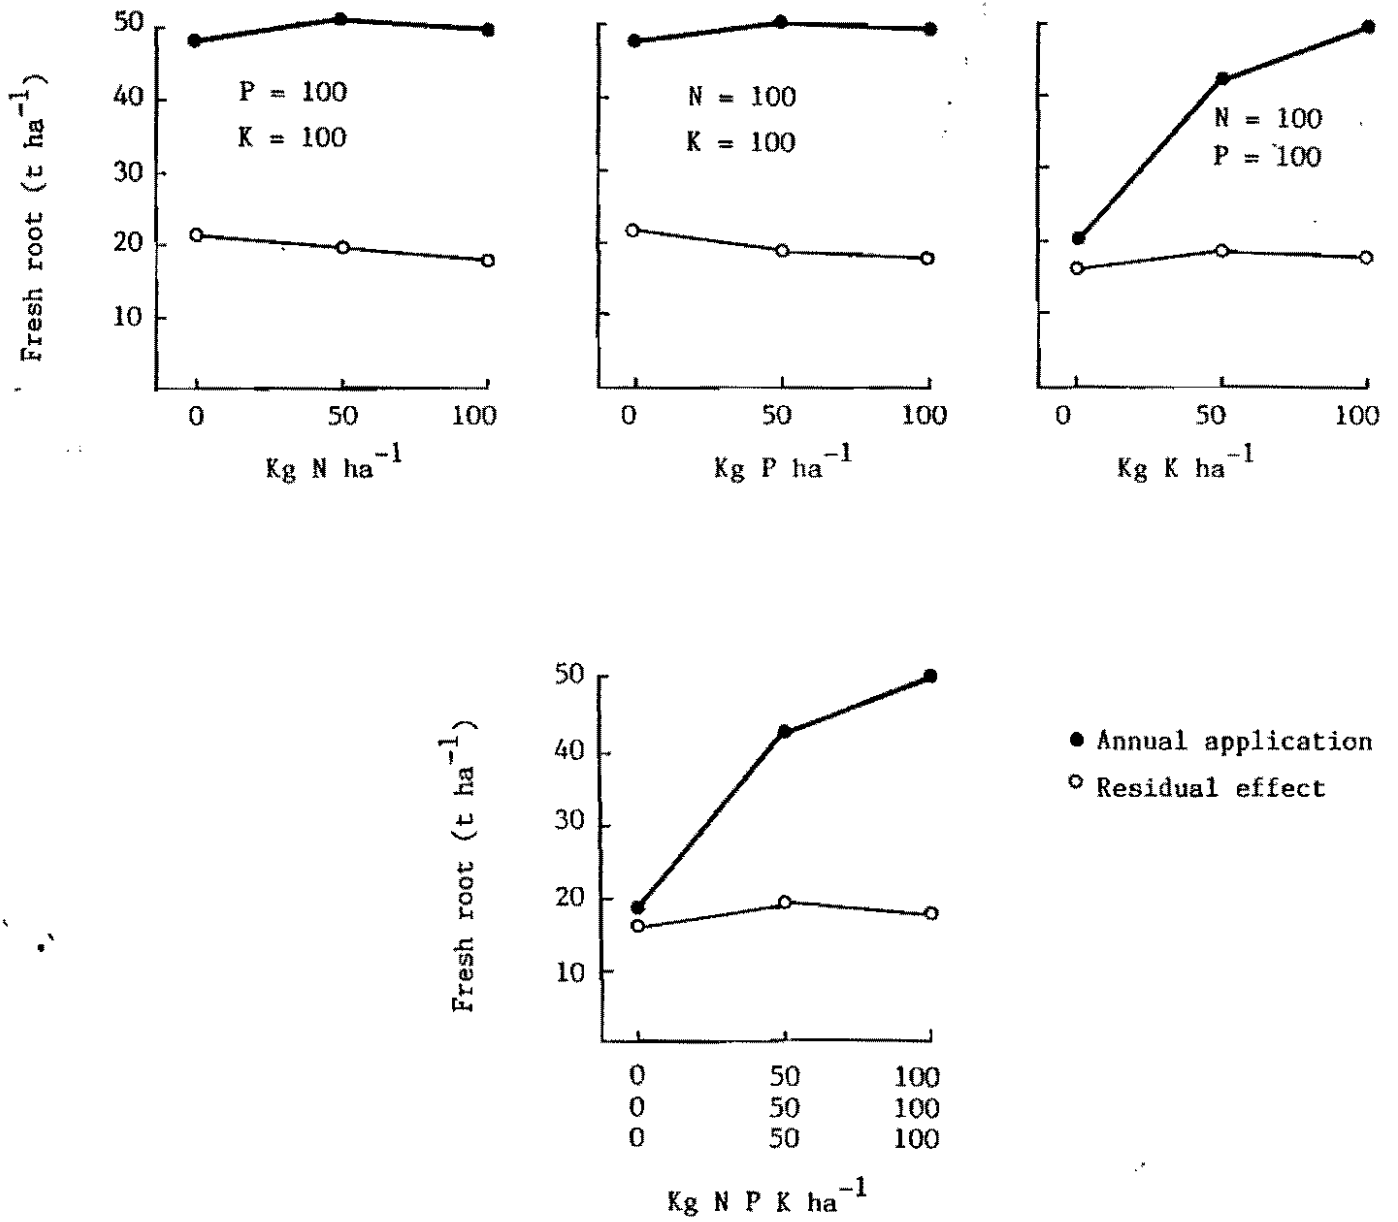 Fresh root (t ha⁻¹)
50
40
30
20
10
P = 100
K = 100
0 50 100
Kg N ha⁻¹
N = 100
K = 100
0 50 100
Kg P ha⁻¹
N = 100
P = 100
0 50 100
Kg K ha⁻¹
Fresh root (t ha⁻¹)
50
40
30
20
10
0 50 100
0 50 100
0 50 100
Kg N P K ha⁻¹
Annual application
Residual effect